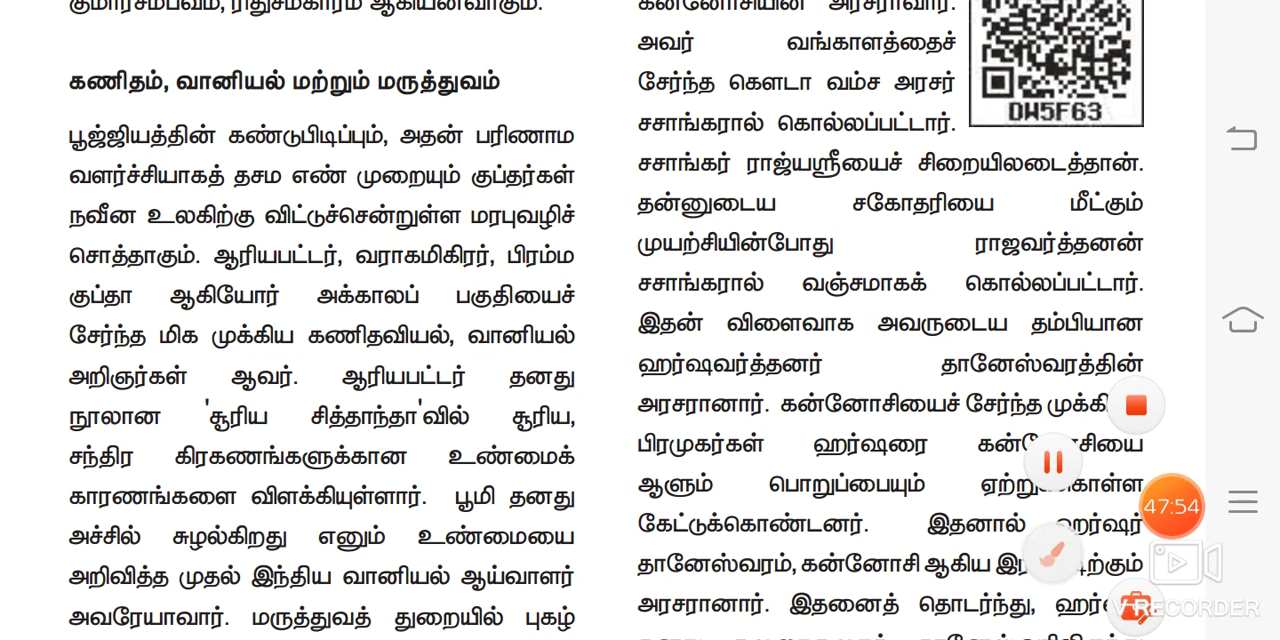 குமாரசம்பவம், ரிதுசம்காரம் ஆகியனவாகும்.
கணிதம், வானியல் மற்றும் மருத்துவம்
பூஜ்ஜியத்தின் கண்டுபிடிப்பும், அதன் பரிணாம
வளர்ச்சியாகத் தசம எண் முறையும் குப்தர்கள்
நவீன உலகிற்கு விட்டுச்சென்றுள்ள மரபுவழிச்
சொத்தாகும். ஆரியபட்டர், வராகமிகிரர், பிரம்ம
குப்தா ஆகியோர் அக்காலப் பகுதியைச்
சேர்ந்த மிக முக்கிய கணிதவியல், வானியல்
அறிஞர்கள் ஆவர். ஆரியபட்டர் தனது
நூலான 'சூரிய சித்தாந்தா'வில் சூரிய,
சந்திர கிரகணங்களுக்கான உண்மைக்
காரணங்களை விளக்கியுள்ளார். பூமி தனது
அச்சில் சுழல்கிறது எனும் உண்மையை
அறிவித்த முதல் இந்திய வானியல் ஆய்வாளர்
அவரேயாவார். மருத்துவத் துறையில் புகழ்
கன்னோசியின் அரசராவார்.
அவர் வங்காளத்தைச்
சேர்ந்த கௌடா வம்ச அரசர்
சசாங்கரால் கொல்லப்பட்டார்.
சசாங்கர் ராஜ்யஸ்ரீயைச் சிறையிலடைத்தான்.
தன்னுடைய சகோதரியை மீட்கும்
முயற்சியின்போது ராஜவர்த்தனன்
சசாங்கரால் வஞ்சமாகக் கொல்லப்பட்டார்.
இதன் விளைவாக அவருடைய தம்பியான
ஹர்ஷவர்த்தனர் தானேஸ்வரத்தின்
அரசரானார். கன்னோசியைச் சேர்ந்த
பிரமுகர்கள் ஹர்ஷரை
ஆளும் பொறுப்பையும்
கேட்டுக்கொண்டனர். இதனால் ஹர்ஷர்
தானேஸ்வரம், கன்னோசி ஆகிய
அரசரானார். இதனைத் தொடர்ந்து,
DW5F63
47:54
V RECORDER